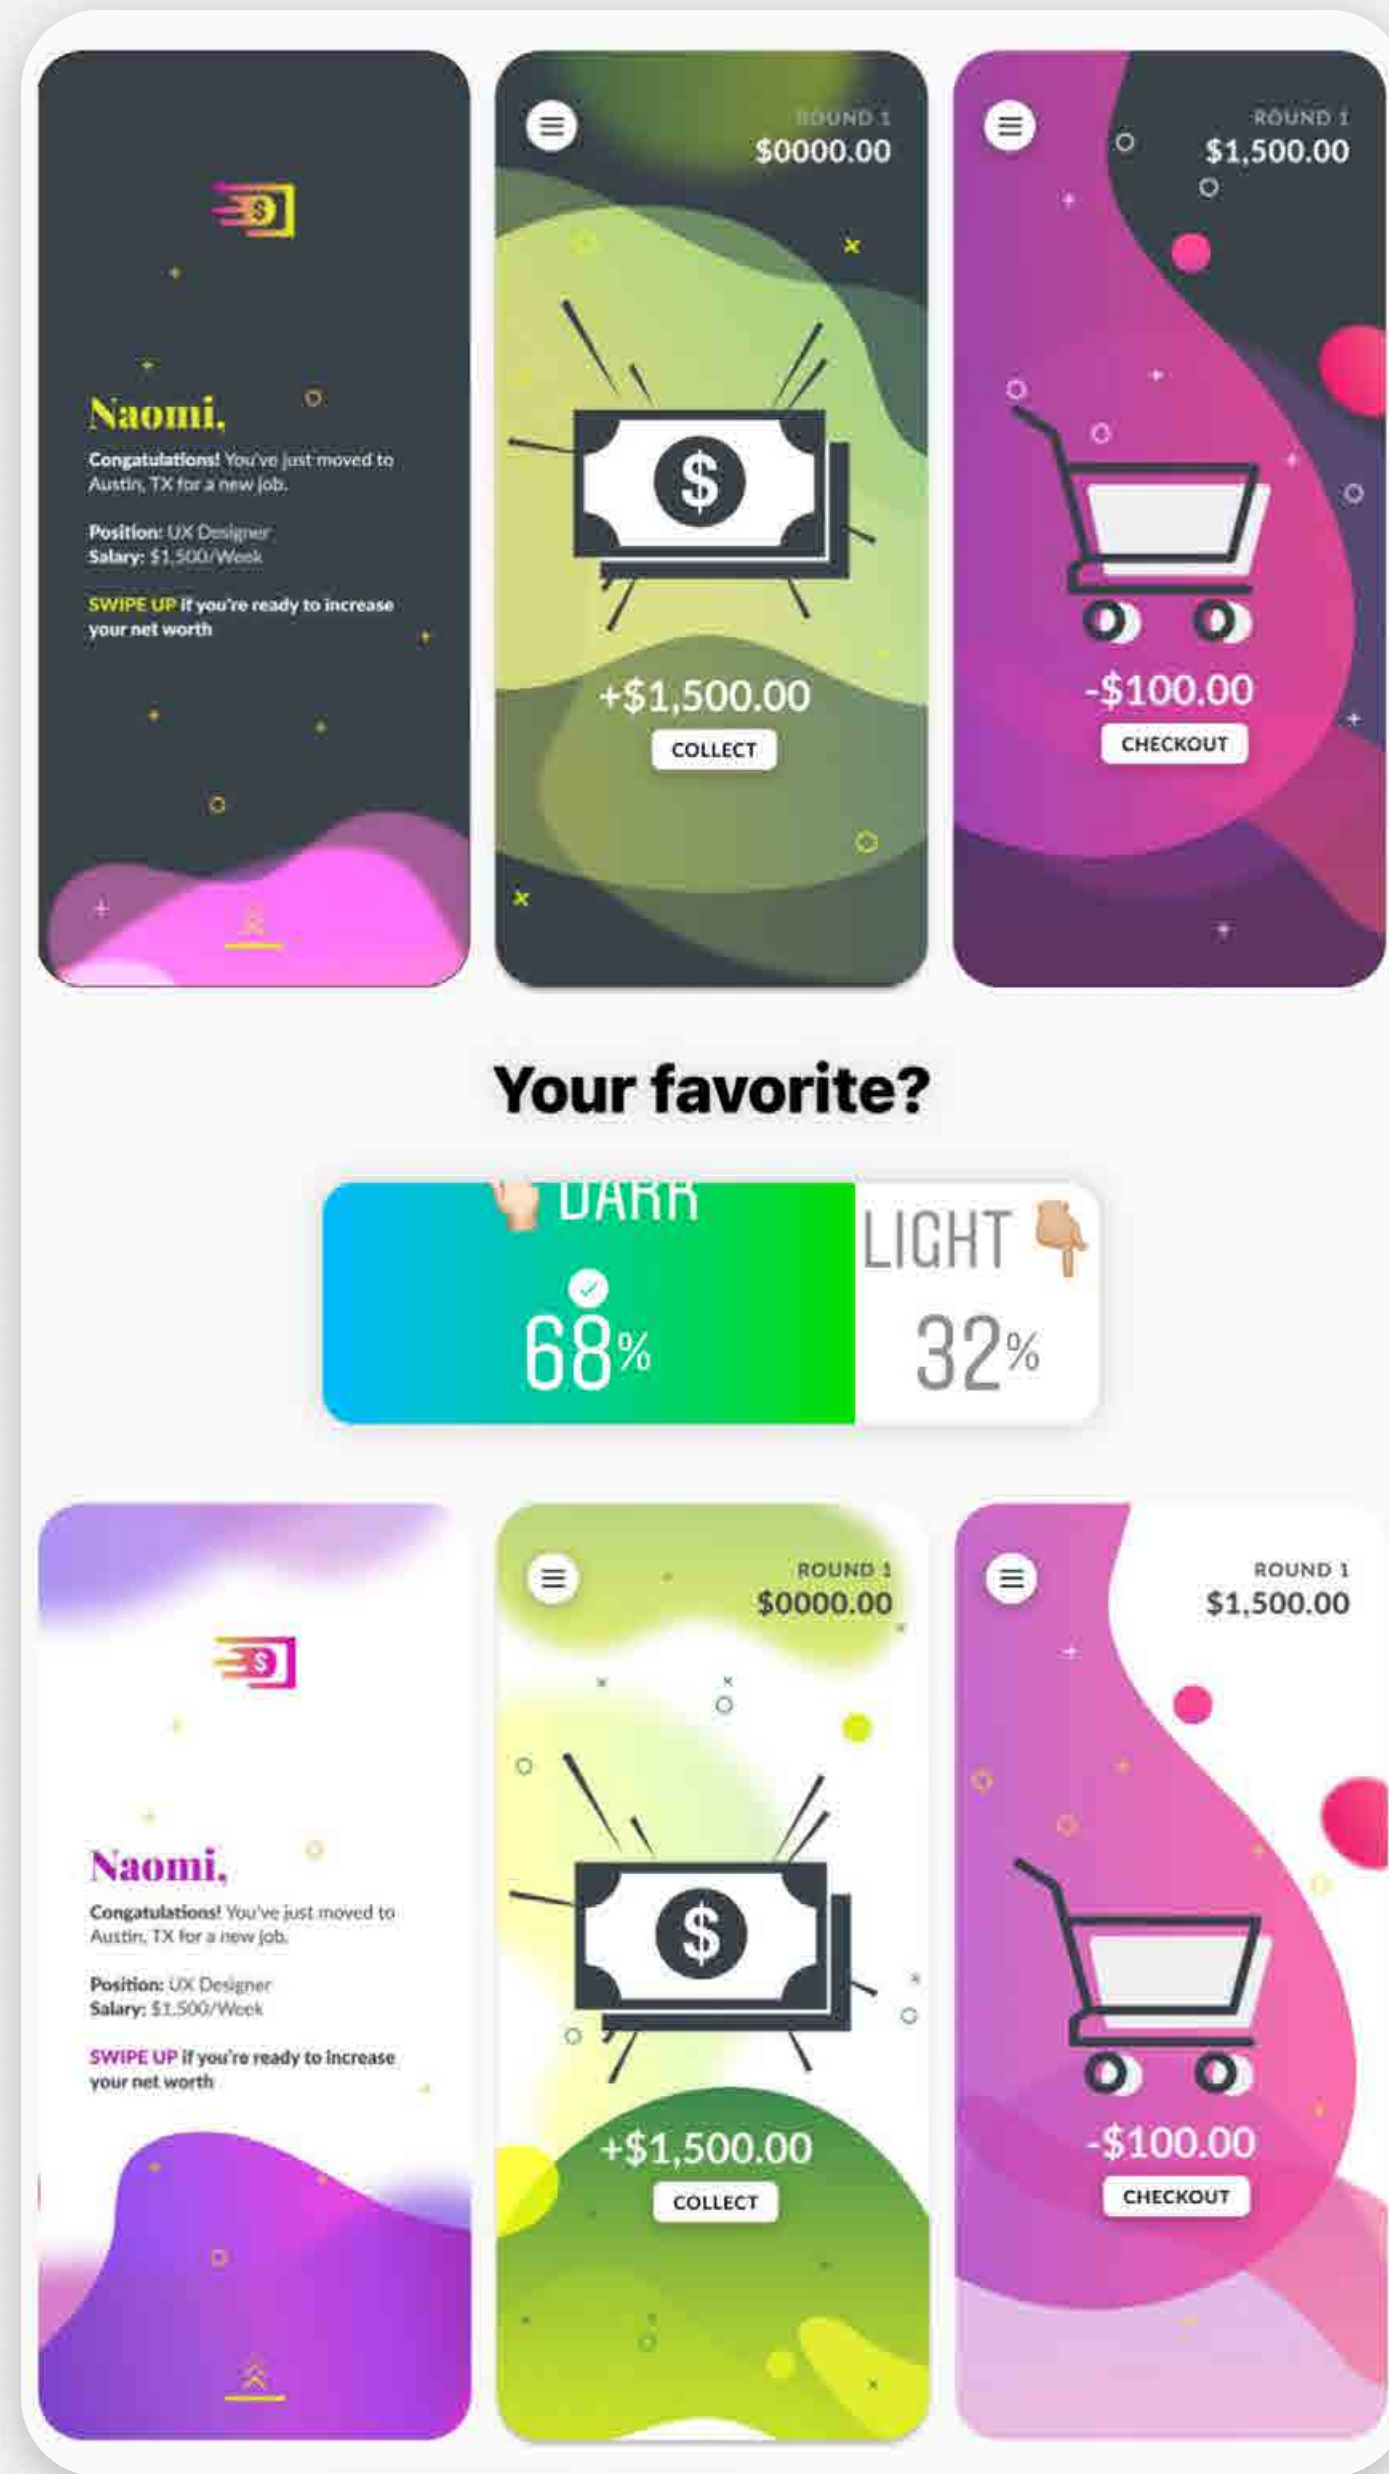 ROUND 1
$0000.00
ROUND 1
$1,500.00
$
Naomi,
Congatulations! You've just moved to
Austin, TX for a new job.
Position: UX Designer
Salary: $1,500/Week
SWIPE UP if you're ready to increase
your net worth
$
+$1,500.00
COLLECT
-$100.00
CHECKOUT
Your favorite?
DARK
68%
LIGHT
32%
ROUND 1
$0000.00
ROUND 1
$1,500.00
$
Naomi,
Congatulations! You've just moved to
Austin, TX for a new job.
Position: UX Designer
Salary: $1,500/Week
SWIPE UP if you're ready to increase
your net worth
$
+$1,500.00
COLLECT
-$100.00
CHECKOUT